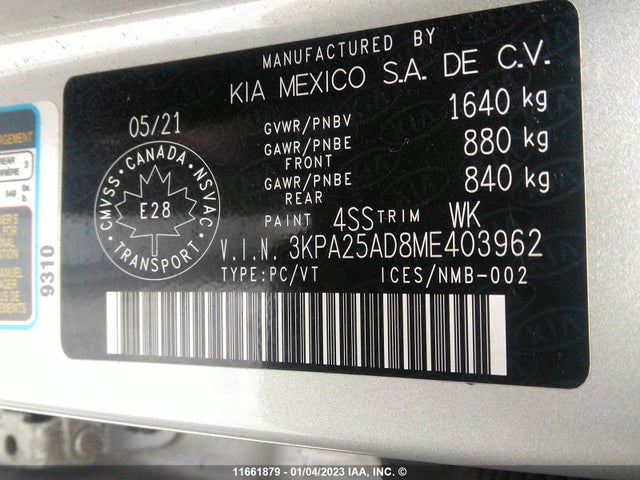 MANUFACTURED BY
KIA MEXICO S.A. DE C.V.
05/21
GVWR/PNBV 1640 kg
GAWR/PNBE FRONT 880 kg
GAWR/PNBE REAR 840 kg
PAINT 4SS TRIM WK
CMVSS · CANADA · NSVAC
E28
TRANSPORT
V.I.N. 3KPA25AD8ME403962
TYPE:PC/VT ICES/NMB-002
9310
REAR
3
11661879 - 01/04/2023 IAA, INC. ©